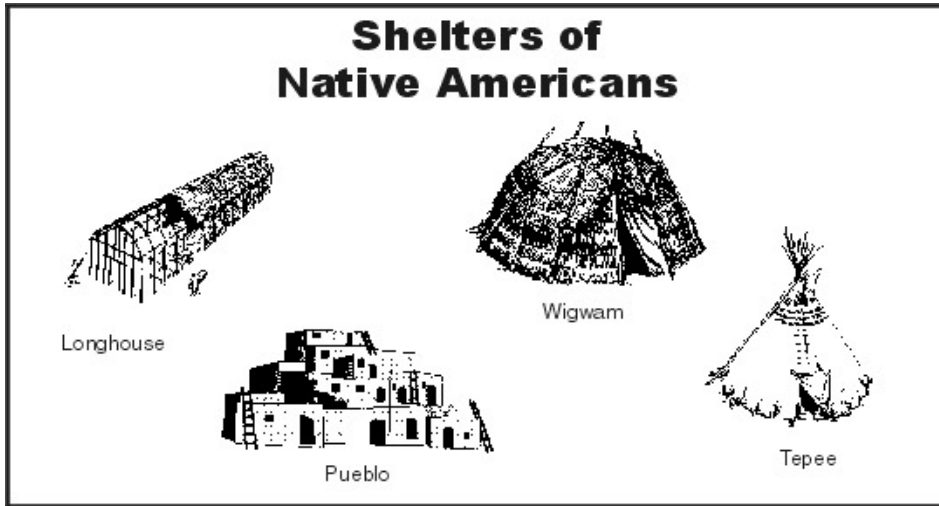 Shelters of
Native Americans
Longhouse
Wigwam
Pueblo
Tepee